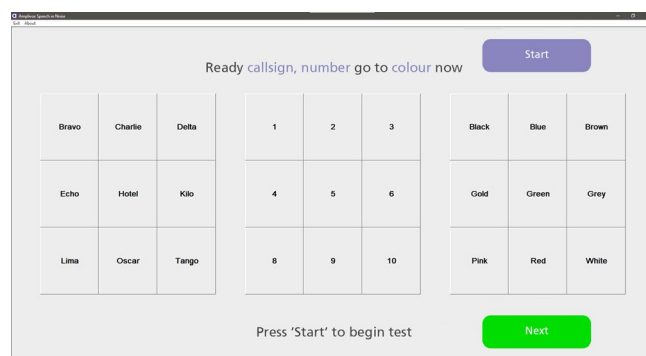 Amplivox Speech in Noise
Exit About
Start
Ready callsign, number go to colour now
Bravo Charlie Delta 1 2 3 Black Blue Brown
Echo Hotel Kilo 4 5 6 Gold Green Grey
Lima Oscar Tango 8 9 10 Pink Red White
Press ‘Start’ to begin test
Next